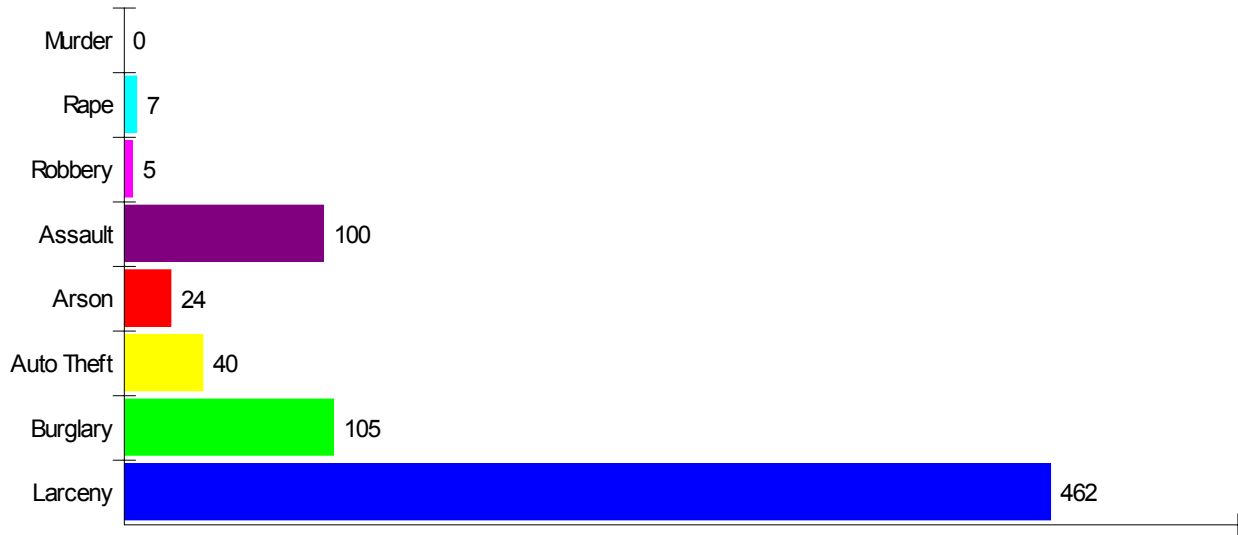 Murder 0
Rape 7
Robbery 5
Assault 100
Arson 24
Auto Theft 40
Burglary 105
Larceny 462